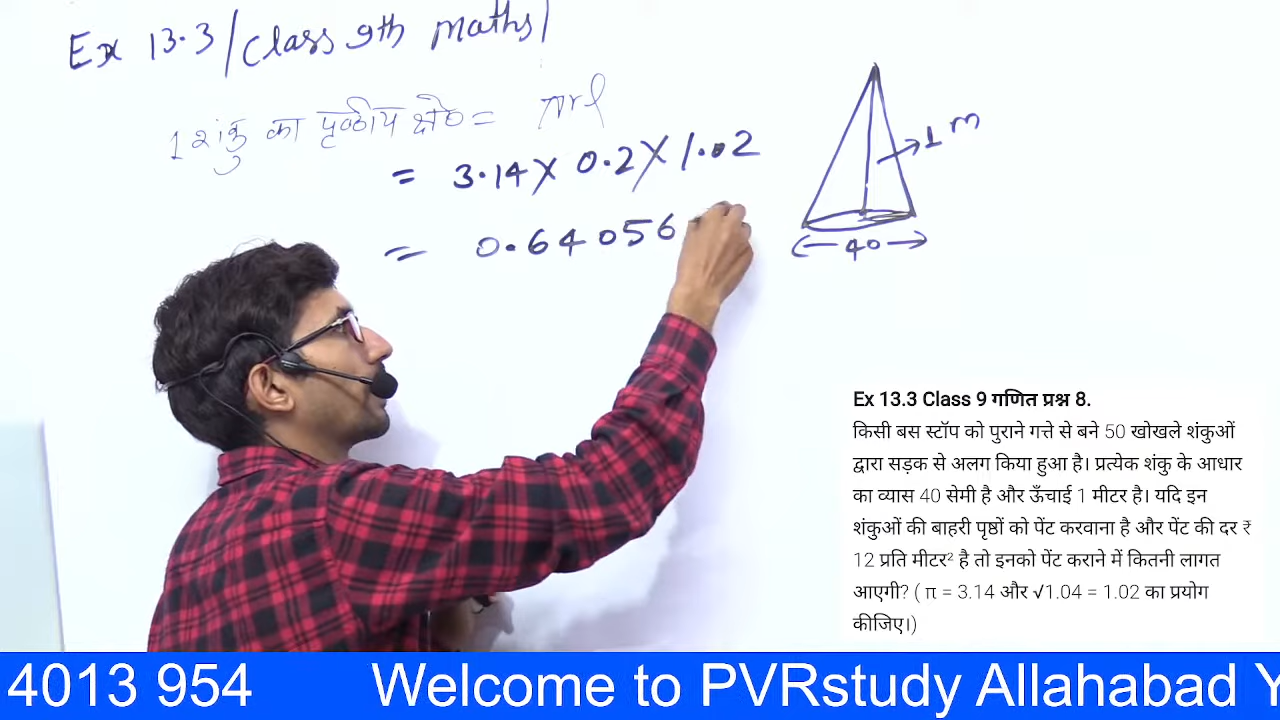 Ex 13.3/Class 9th maths/
1 शंकु का पृष्ठीय क्षे० = πrl
= 3.14 X 0.2 X 1.02
= 0.64056
1 m
40
Ex 13.3 Class 9 गणित प्रश्न 8.
किसी बस स्टॉप को पुराने गत्ते से बने 50 खोखले शंकुओं
द्वारा सड़क से अलग किया हुआ है। प्रत्येक शंकु के आधार
का व्यास 40 सेमी है और ऊँचाई 1 मीटर है। यदि इन
शंकुओं की बाहरी पृष्ठों को पेंट करवाना है और पेंट की दर ₹
12 प्रति मीटर² है तो इनको पेंट कराने में कितनी लागत
आएगी? ( π = 3.14 और √1.04 = 1.02 का प्रयोग
कीजिए।)
4013 954 Welcome to PVRstudy Allahabad Y